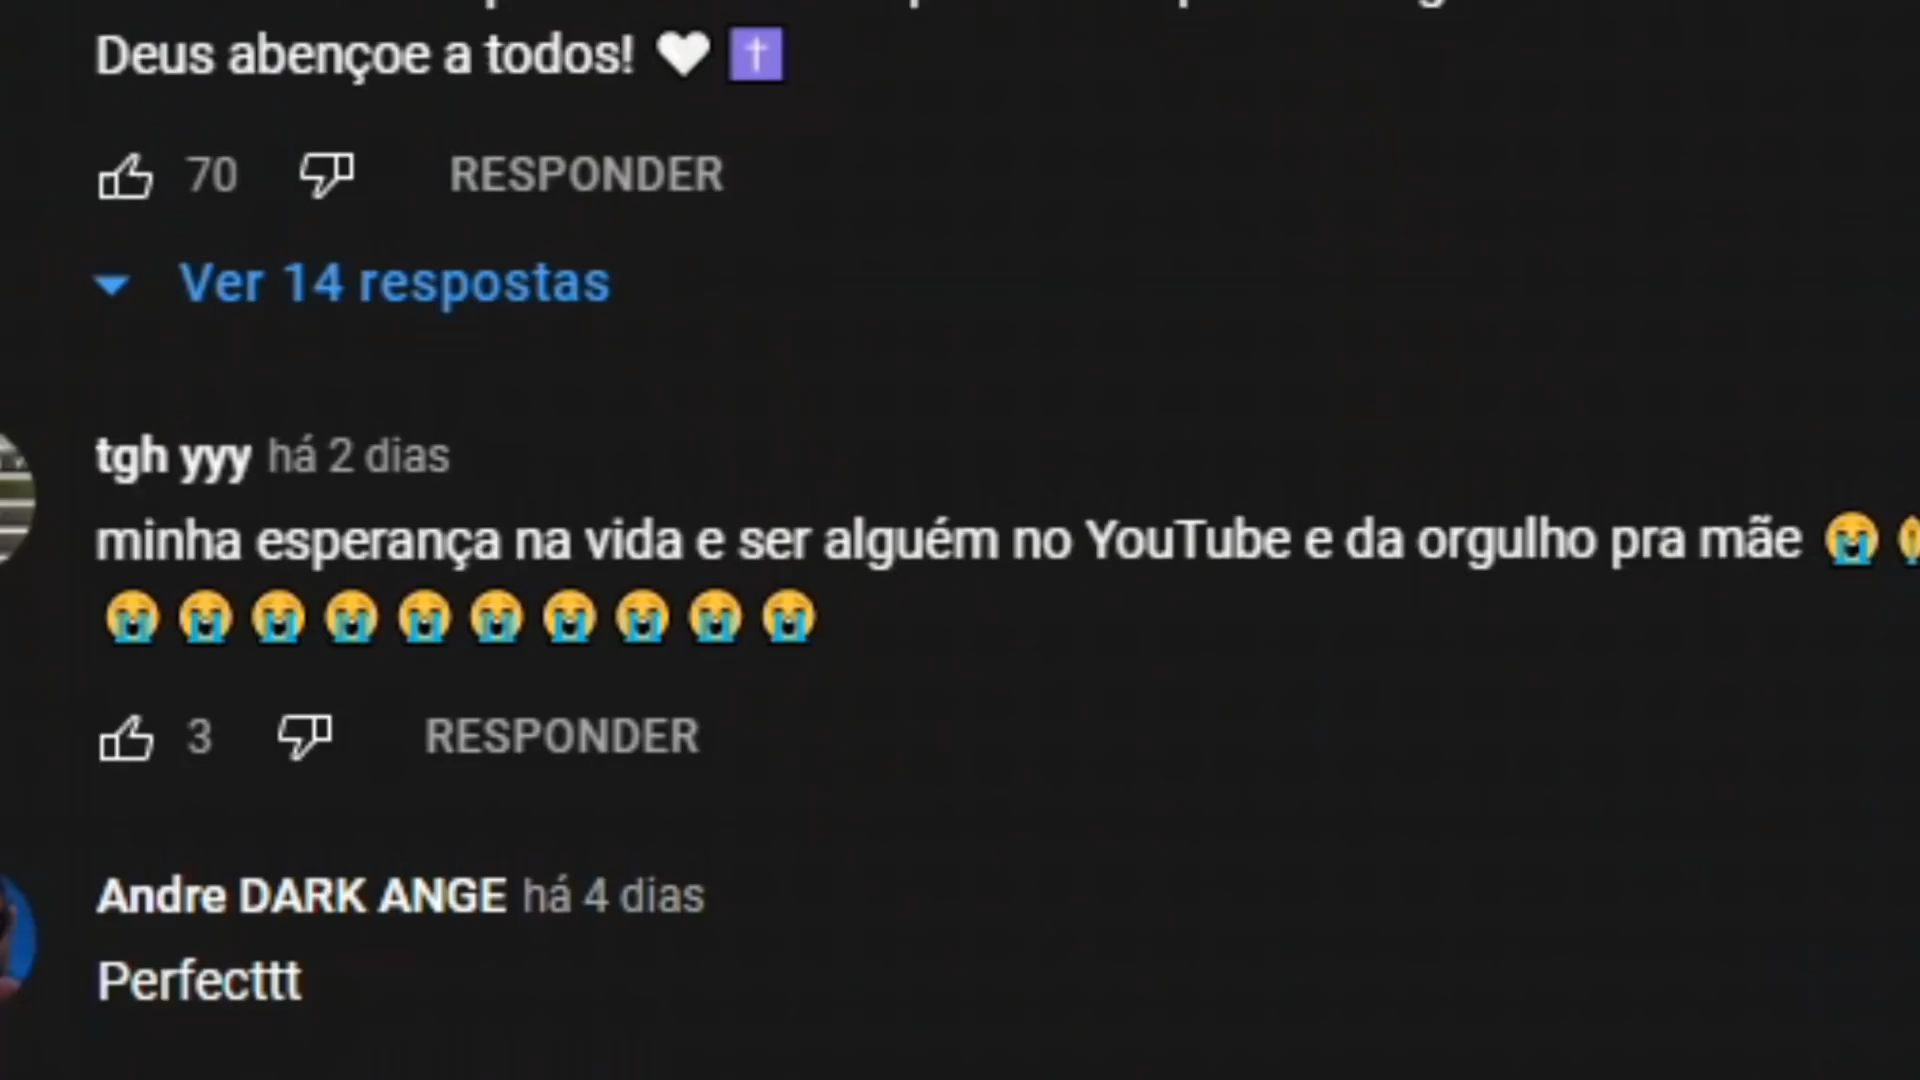 Deus abençoe a todos! 🤍 ✝️
70 RESPONDER
Ver 14 respostas
tgh yyy há 2 dias
minha esperança na vida e ser alguém no YouTube e da orgulho pra mãe 😭
😭😭😭😭😭😭😭😭😭😭
3 RESPONDER
Andre DARK ANGE há 4 dias
Perfecttt